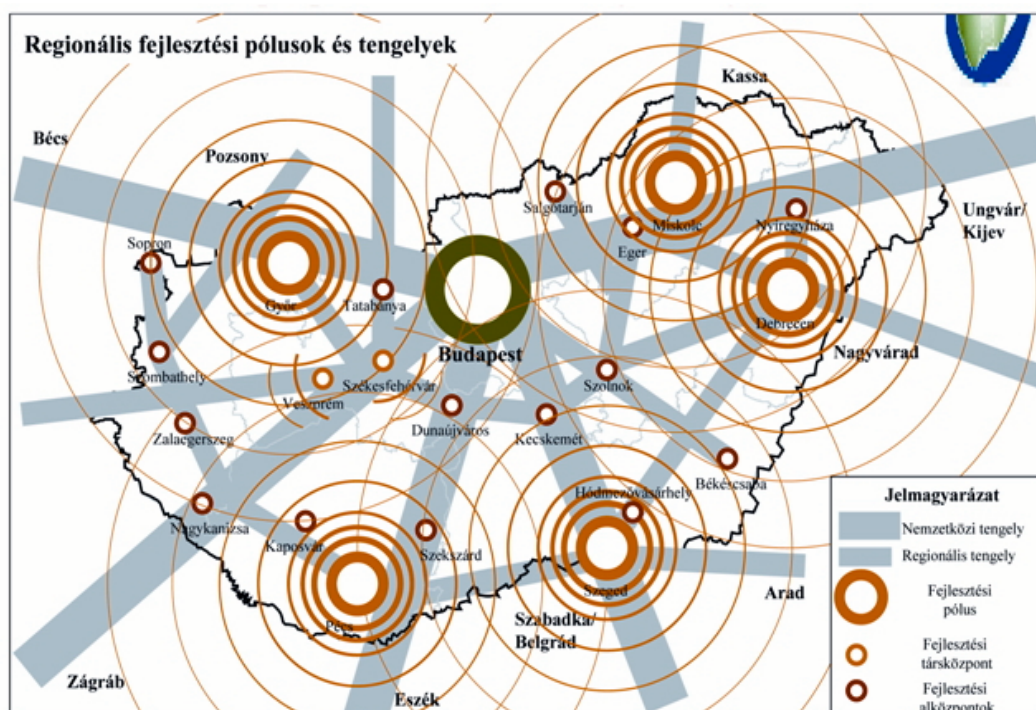 Regionális fejlesztési pólusok és tengelyek
Kassa
Bécs
Pozsony
Salgótarján
Miskolc
Nyíregyháza
Ungvár/
Kijev
Eger
Sopron
Győr
Tatabánya
Debrecen
Budapest
Nagyvárad
Szombathely
Székesfehérvár
Szolnok
Veszprém
Zalaegerszeg
Dunaújváros
Kecskemét
Békéscsaba
Hódmezővásárhely
Nagykanizsa
Kaposvár
Szekszárd
Szeged
Arad
Pécs
Szabadka/
Belgrád
Zágráb
Eszék
Jelmagyarázat
Nemzetközi tengely
Regionális tengely
Fejlesztési
pólus
Fejlesztési
társközpont
Fejlesztési
alközpontok